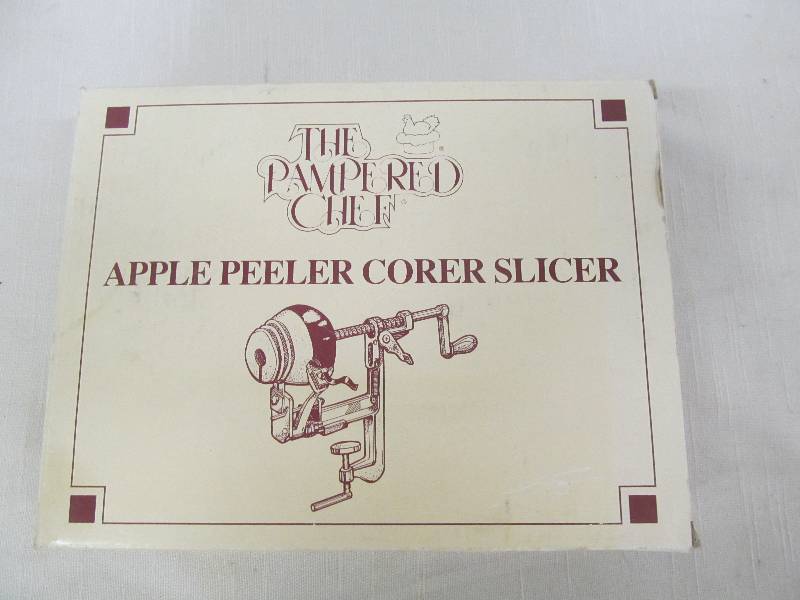 THE
PAMPERED
CHEF
APPLE PEELER CORER SLICER